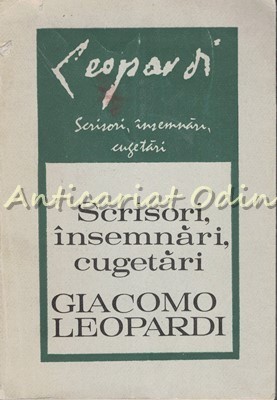 Leopardi
Scrisori, însemnări,
cugetări
Anticariat Odin
Scrisori,
însemnări,
cugetări
GIACOMO
LEOPARDI